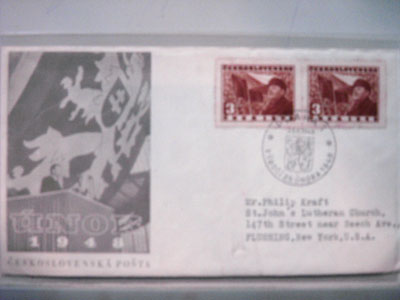 ÚNOR
1948
ČESKOSLOVENSKÁ POŠTA
ČESKOSLOVENSKO
3
ČESKOSLOVENSKO
3
Mr.Philip Kraft
St.John's Lutheran Church,
147th Street near Beech Ave.,
FLUSHING,New York,U.S.A.